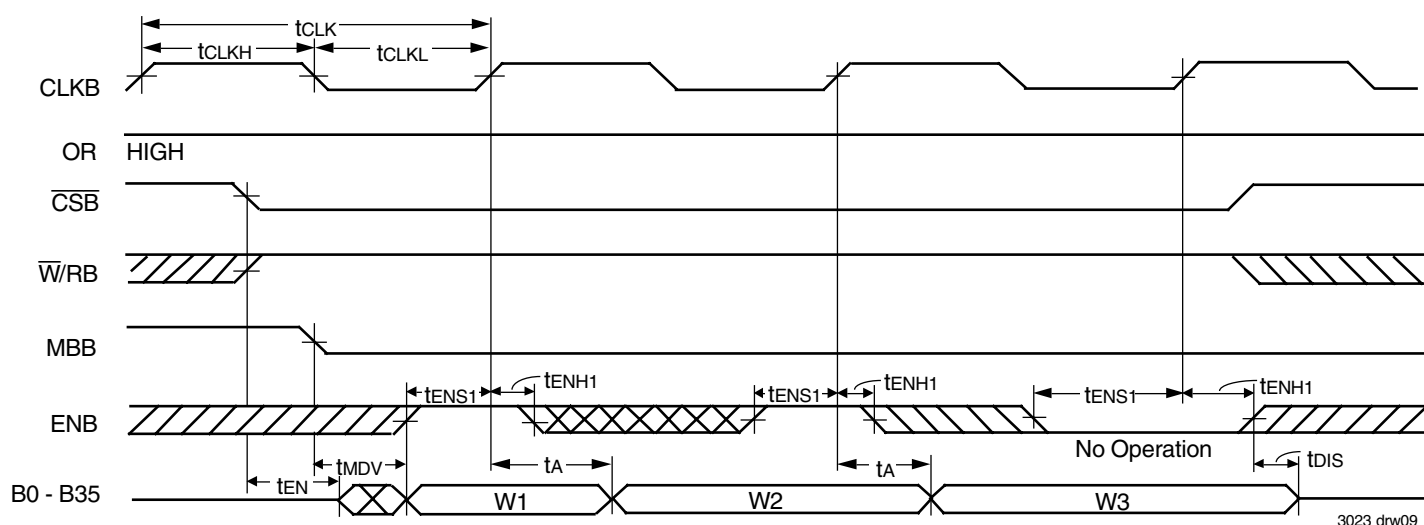 tCLK
tCLKH
tCLKL
CLKB
OR HIGH
CSB
W/RB
MBB
tENS1 tENH1 tENS1 tENH1 tENS1 tENH1
ENB
No Operation
tMDV tA tA tDIS
tEN
B0 - B35 W1 W2 W3
3023 drw09